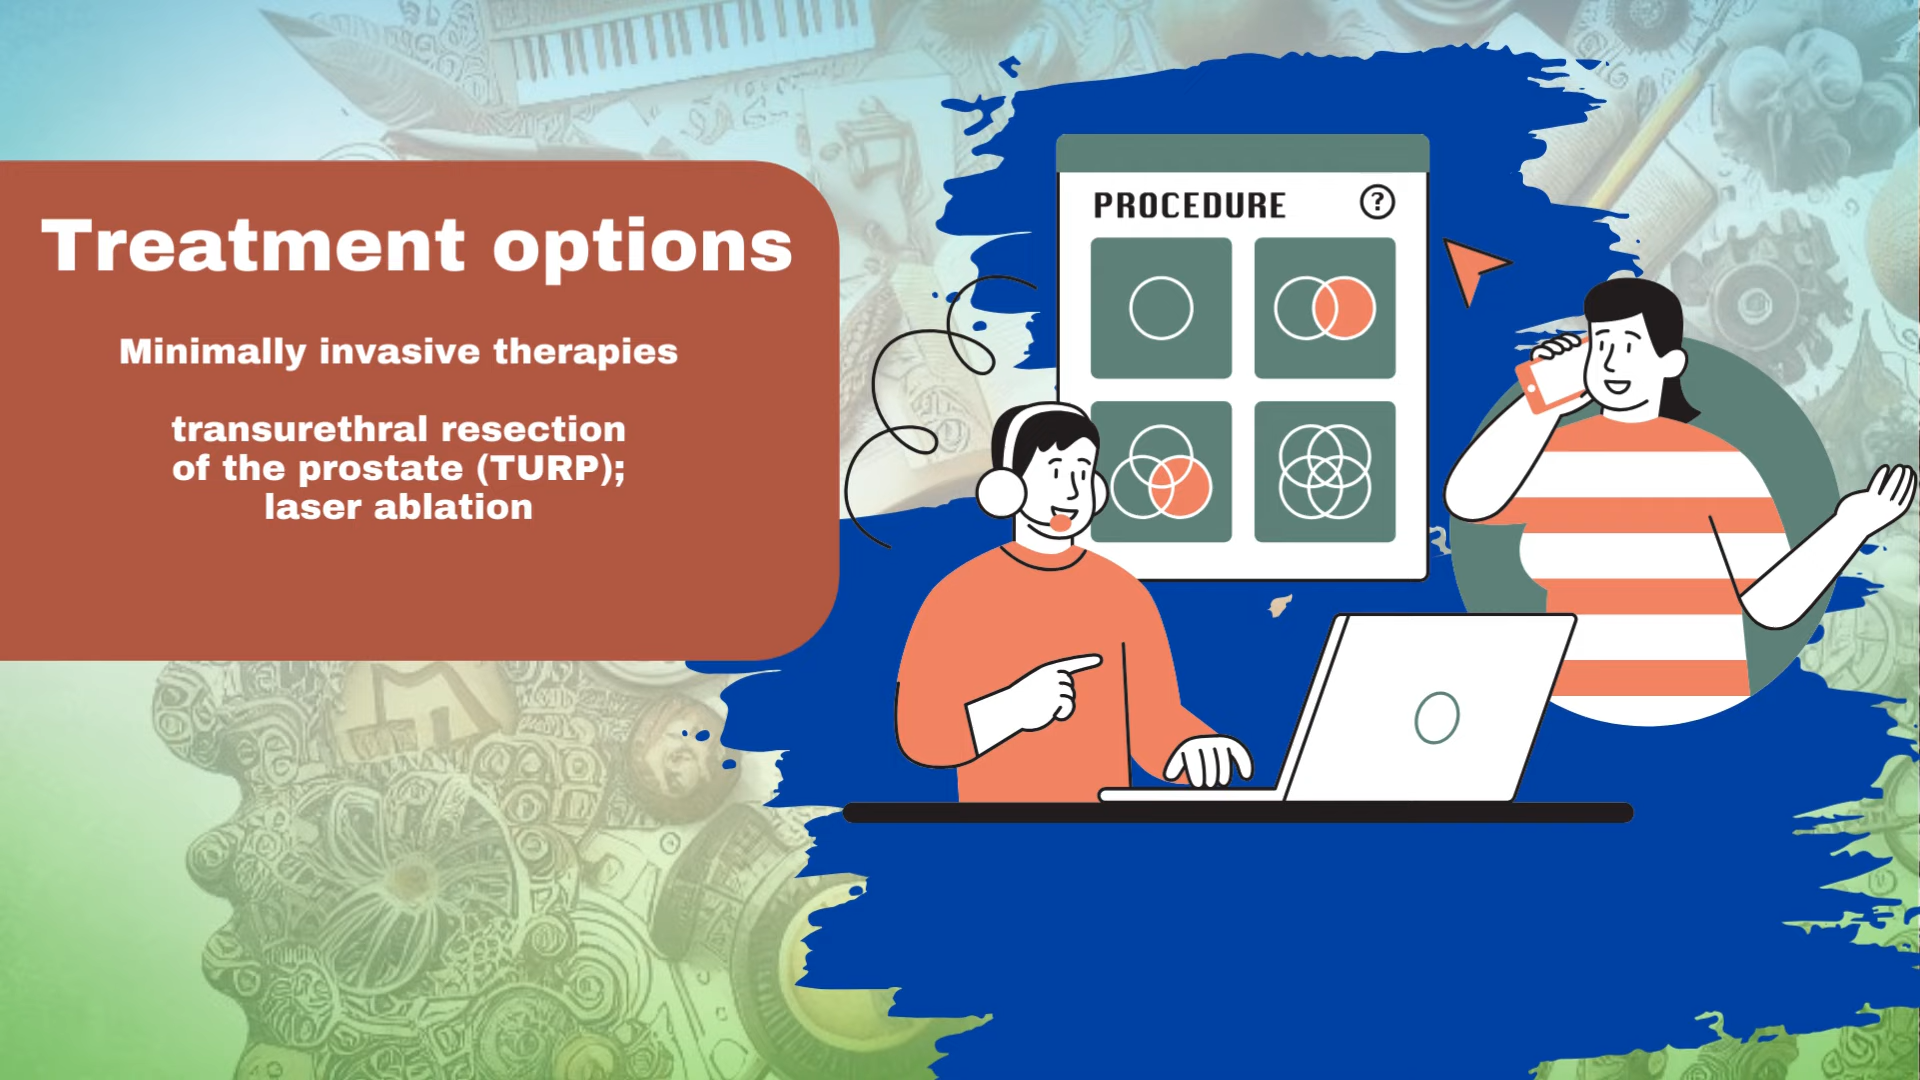 Treatment options
Minimally invasive therapies
transurethral resection
of the prostate (TURP);
laser ablation
PROCEDURE
?